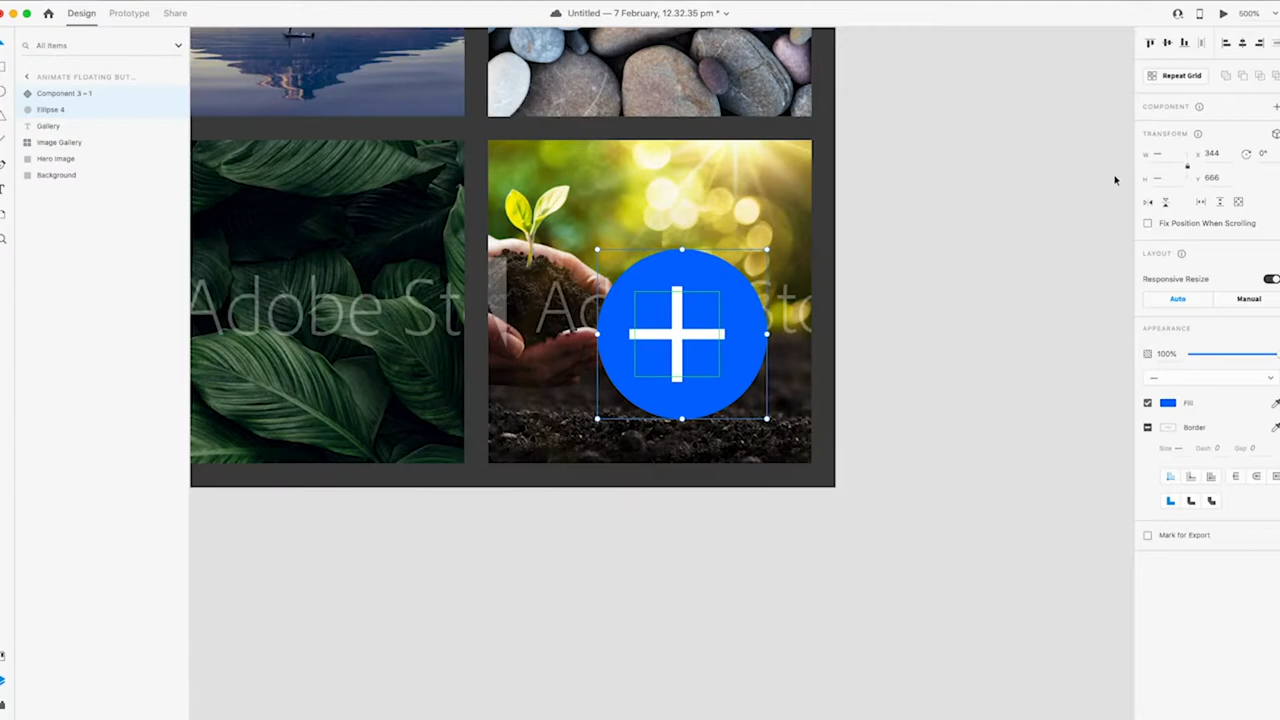 Design Prototype Share
Untitled — 7 February, 12.32.35 pm *
500%
All Items
ANIMATE FLOATING BUT...
Component 3 – 1
Ellipse 4
Gallery
Image Gallery
Hero Image
Background
Adobe St
Ad
Sto
Repeat Grid
COMPONENT
TRANSFORM
W — X 344 0°
H — Y 666
Fix Position When Scrolling
LAYOUT
Responsive Resize
Auto Manual
APPEARANCE
100%
—
Fill
Border
Size — Dash 0 Gap 0
Mark for Export